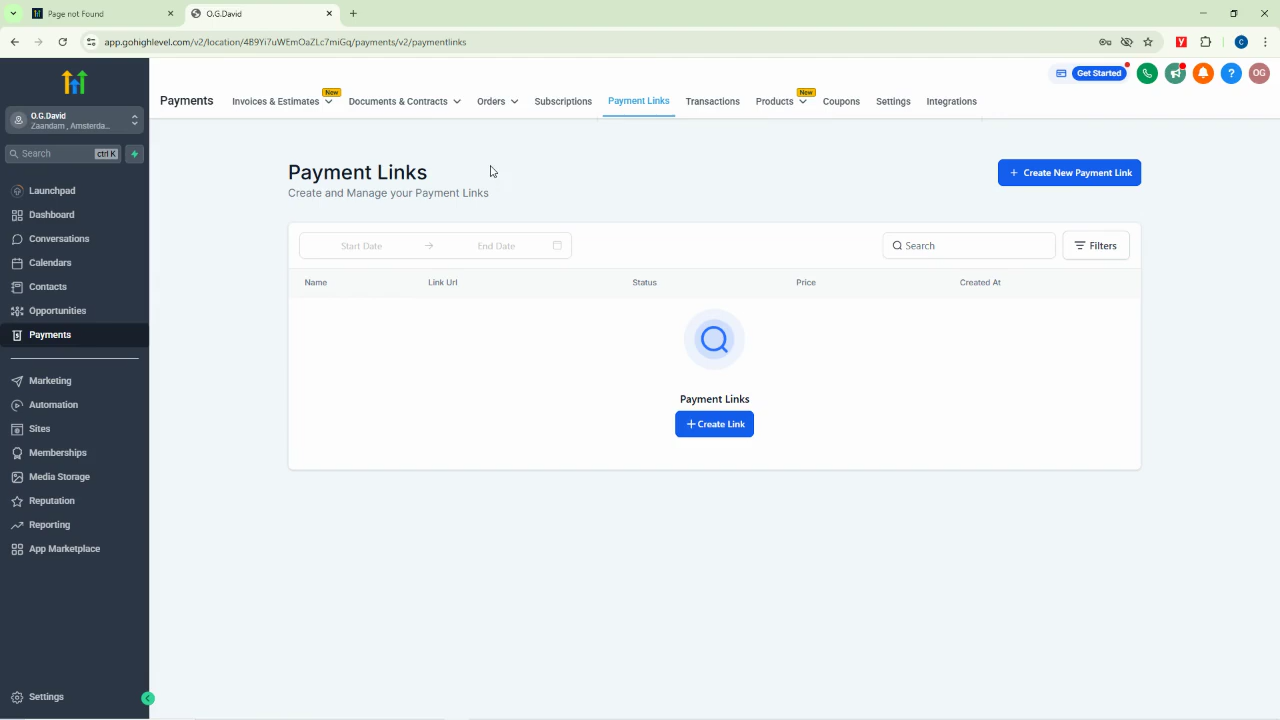 Page not Found
O.G.David
app.gohighlevel.com/v2/location/4B9Yi7uWEmOaZLc7miGq/payments/v2/paymentlinks
Get Started
OG
O.G.David
Zaandam , Amsterda...
Search
ctrl K
Launchpad
Dashboard
Conversations
Calendars
Contacts
Opportunities
Payments
Marketing
Automation
Sites
Memberships
Media Storage
Reputation
Reporting
App Marketplace
Settings
Payments
Invoices & Estimates
New
Documents & Contracts
Orders
Subscriptions
Payment Links
Transactions
Products
New
Coupons
Settings
Integrations
Payment Links
Create and Manage your Payment Links
+ Create New Payment Link
Start Date
→
End Date
Search
Filters
Name
Link Url
Status
Price
Created At
Payment Links
+ Create Link